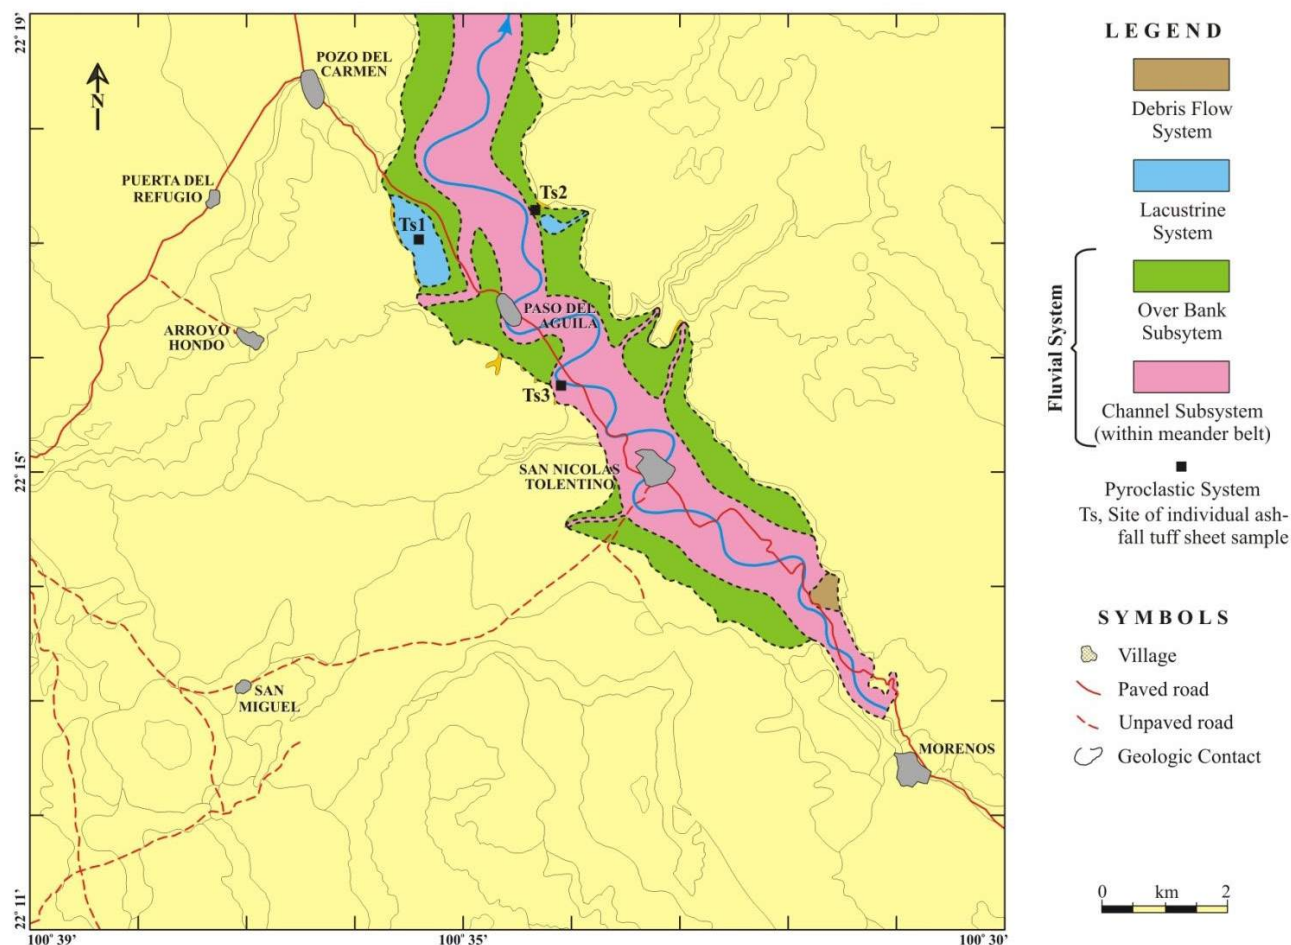 22° 19'
22° 15'
22° 11'
100° 39'
100° 35'
100° 30'
N
POZO DEL
CARMEN
PUERTA DEL
REFUGIO
Ts2
Ts1
ARROYO
HONDO
PASO DEL
AGUILA
Ts3
SAN NICOLAS
TOLENTINO
SAN
MIGUEL
MORENOS
LEGEND
Debris Flow
System
Lacustrine
System
Fluvial System
Over Bank
Subsytem
Channel Subsystem
(within meander belt)
Pyroclastic System
Ts, Site of individual ash-
fall tuff sheet sample
SYMBOLS
Village
Paved road
Unpaved road
Geologic Contact
0 km 2